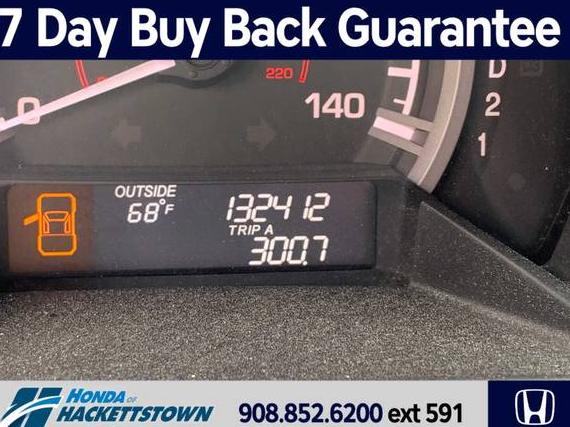 7 Day Buy Back Guarantee
220
0
140
D
2
1
OUTSIDE
68°F
132412
TRIP A
300.7
HONDA OF
HACKETTSTOWN
908.852.6200 ext 591